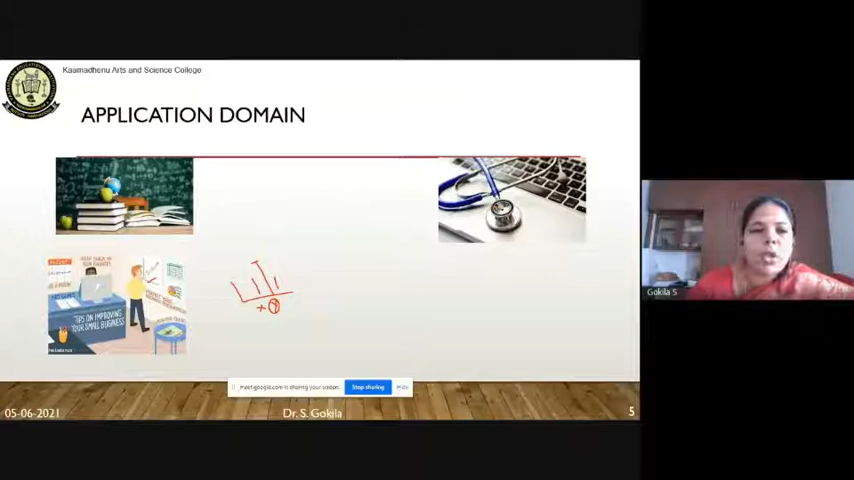 Kaamadhenu Arts and Science College
APPLICATION DOMAIN
TIPS ON IMPROVING
YOUR SMALL BUSINESS
x y
meet.google.com is sharing your screen.
Stop sharing
Hide
05-06-2021
Dr. S. Gokila
5
Gokila S